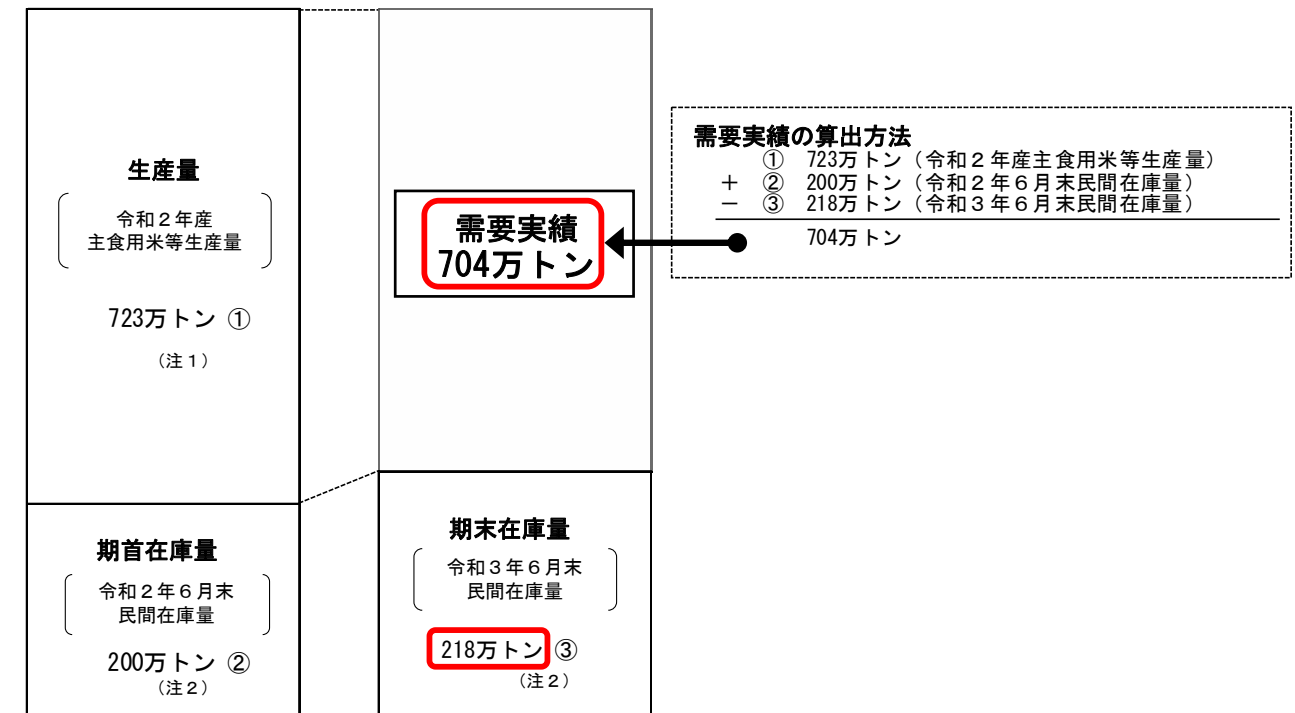 生産量
令和２年産
主食用米等生産量
723万トン ①
（注１）
期首在庫量
令和２年６月末
民間在庫量
200万トン ②
（注２）
需要実績
704万トン
期末在庫量
令和３年６月末
民間在庫量
218万トン ③
（注２）
需要実績の算出方法
① 723万トン（令和２年産主食用米等生産量）
＋ ② 200万トン（令和２年６月末民間在庫量）
－ ③ 218万トン（令和３年６月末民間在庫量）
704万トン